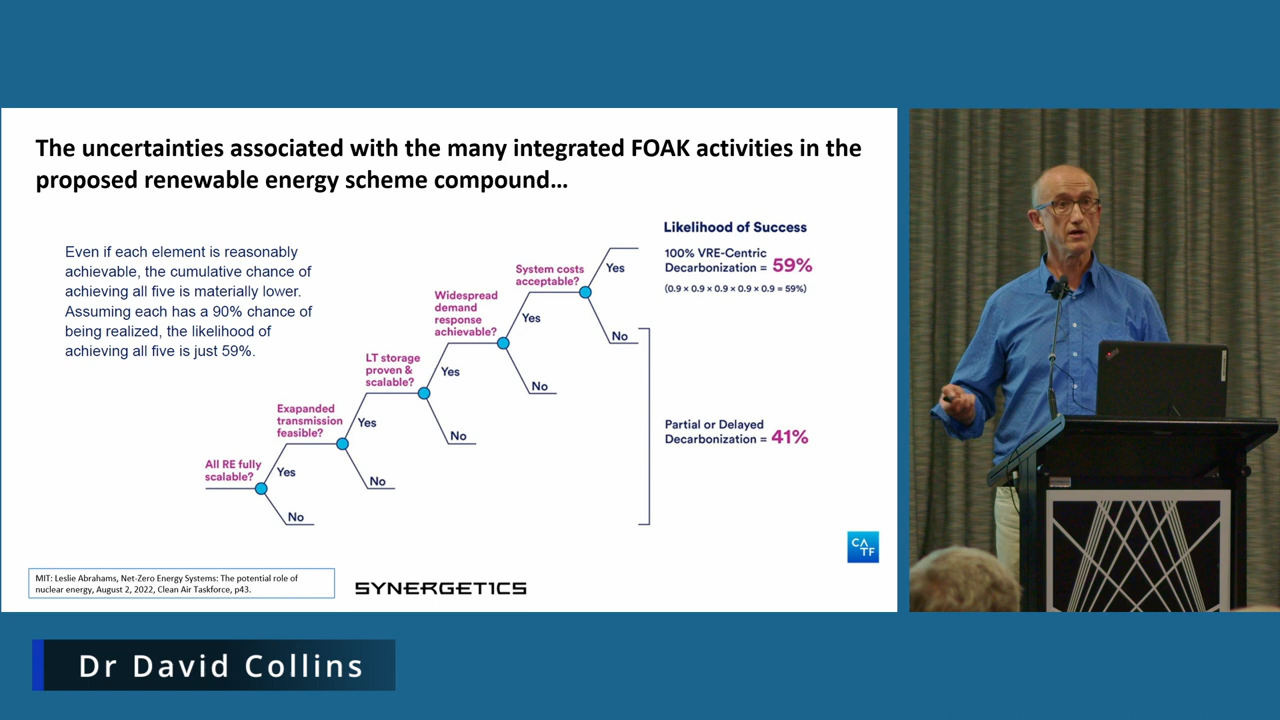 The uncertainties associated with the many integrated FOAK activities in the
proposed renewable energy scheme compound…
Even if each element is reasonably
achievable, the cumulative chance of
achieving all five is materially lower.
Assuming each has a 90% chance of
being realized, the likelihood of
achieving all five is just 59%.
Likelihood of Success
100% VRE-Centric
Decarbonization = 59%
(0.9 × 0.9 × 0.9 × 0.9 × 0.9 = 59%)
System costs
acceptable?
Yes
No
Widespread
demand
response
achievable?
Yes
No
LT storage
proven &
scalable?
Yes
No
Exapanded
transmission
feasible?
Yes
No
All RE fully
scalable?
Yes
No
Partial or Delayed
Decarbonization = 41%
CATF
MIT: Leslie Abrahams, Net-Zero Energy Systems: The potential role of
nuclear energy, August 2, 2022, Clean Air Taskforce, p43.
SYNERGETICS
Dr David Collins